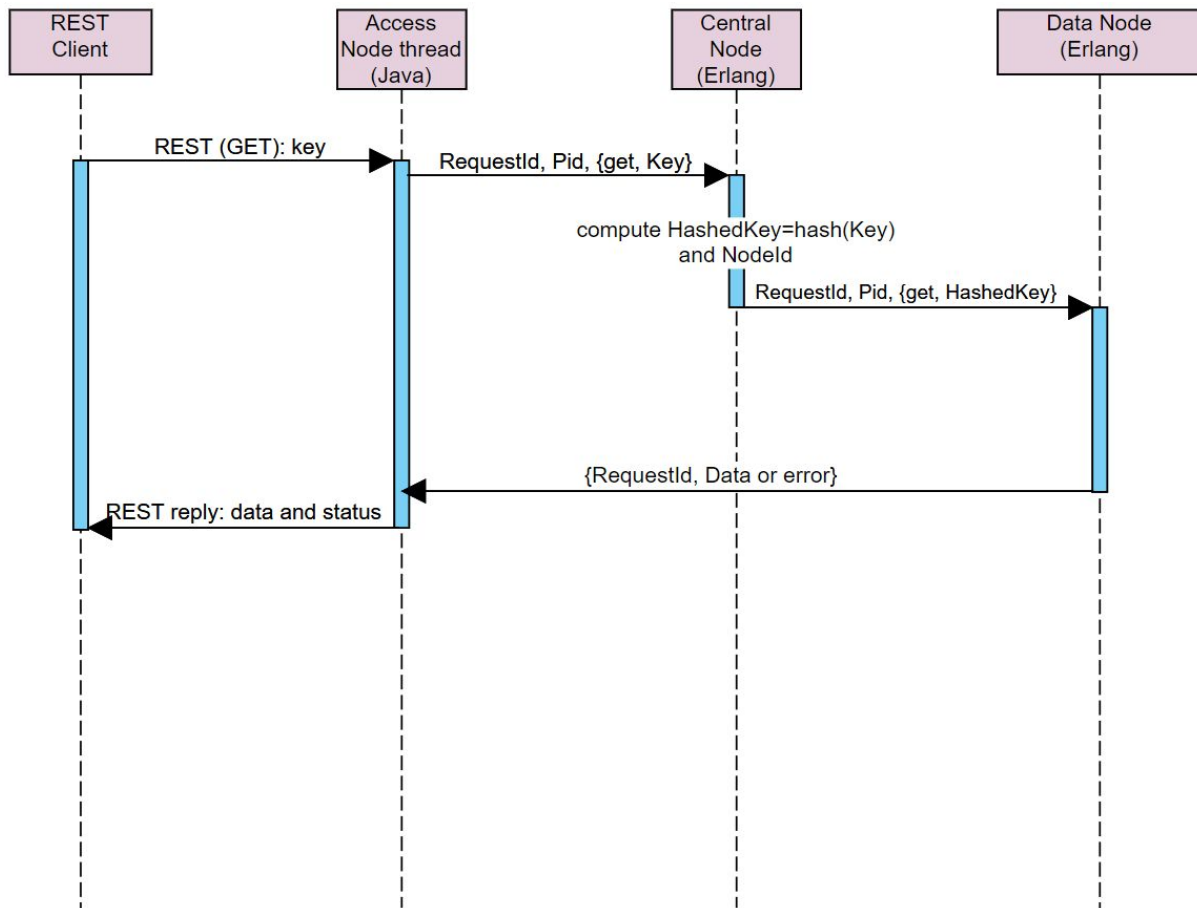 REST
Client
Access
Node thread
(Java)
Central
Node
(Erlang)
Data Node
(Erlang)
REST (GET): key
RequestId, Pid, {get, Key}
compute HashedKey=hash(Key)
and NodeId
RequestId, Pid, {get, HashedKey}
{RequestId, Data or error}
REST reply: data and status